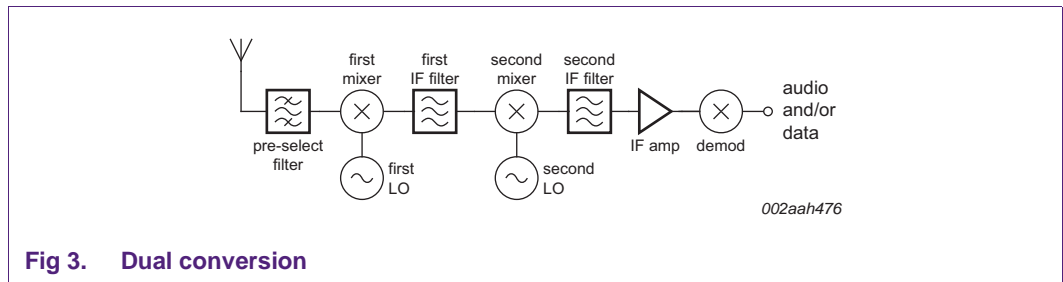 first
mixer
first
IF filter
second
mixer
second
IF filter
audio
and/or
data
pre-select
filter
IF amp
demod
first
LO
second
LO
002aah476
Fig 3. Dual conversion